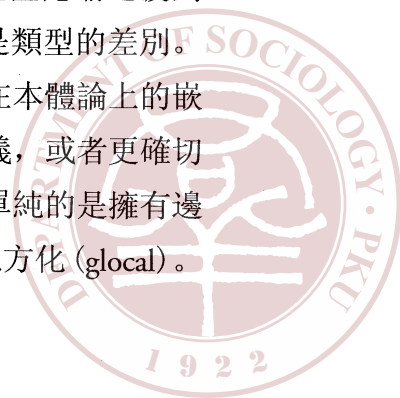 是類型的差別。
在本體論上的嵌
義，或者更確切
單純的是擁有邊
方化(glocal)。
DEPARTMENT OF SOCIOLOGY · PKU
1922